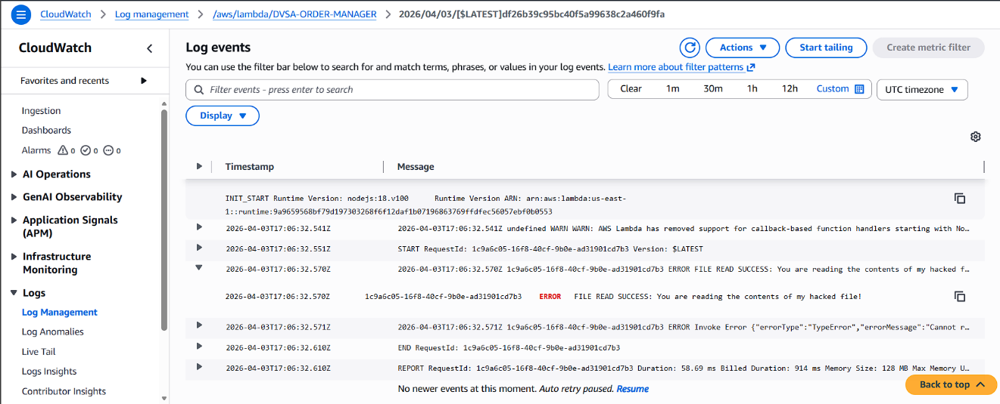 CloudWatch > Log management > /aws/lambda/DVSA-ORDER-MANAGER > 2026/04/03/[$LATEST]df26b39c95bc40f5a99638c2a460f9fa
CloudWatch
Favorites and recents
Ingestion
Dashboards
Alarms 0 0 0
AI Operations
GenAI Observability
Application Signals
(APM)
Infrastructure
Monitoring
Logs
Log Management
Log Anomalies
Live Tail
Logs Insights
Contributor Insights
Log events
Actions
Start tailing
Create metric filter
You can use the filter bar below to search for and match terms, phrases, or values in your log events. Learn more about filter patterns
Filter events - press enter to search
Clear 1m 30m 1h 12h Custom
UTC timezone
Display
Timestamp Message
INIT_START Runtime Version: nodejs:18.v100 Runtime Version ARN: arn:aws:lambda:us-east-
1::runtime:9a9659568bf79d197303268f6f12daf1b07196863769ffdfec56057ebf0b0553
2026-04-03T17:06:32.541Z 2026-04-03T17:06:32.541Z undefined WARN WARN: AWS Lambda has removed support for callback-based function handlers starting with No…
2026-04-03T17:06:32.551Z START RequestId: 1c9a6c05-16f8-40cf-9b0e-ad31901cd7b3 Version: $LATEST
2026-04-03T17:06:32.570Z 2026-04-03T17:06:32.570Z 1c9a6c05-16f8-40cf-9b0e-ad31901cd7b3 ERROR FILE READ SUCCESS: You are reading the contents of my hacked f…
2026-04-03T17:06:32.570Z 1c9a6c05-16f8-40cf-9b0e-ad31901cd7b3 ERROR FILE READ SUCCESS: You are reading the contents of my hacked file!
2026-04-03T17:06:32.571Z 2026-04-03T17:06:32.571Z 1c9a6c05-16f8-40cf-9b0e-ad31901cd7b3 ERROR Invoke Error {"errorType":"TypeError","errorMessage":"Cannot r…
2026-04-03T17:06:32.610Z END RequestId: 1c9a6c05-16f8-40cf-9b0e-ad31901cd7b3
2026-04-03T17:06:32.610Z REPORT RequestId: 1c9a6c05-16f8-40cf-9b0e-ad31901cd7b3 Duration: 58.69 ms Billed Duration: 914 ms Memory Size: 128 MB Max Memory U…
No newer events at this moment. Auto retry paused. Resume
Back to top